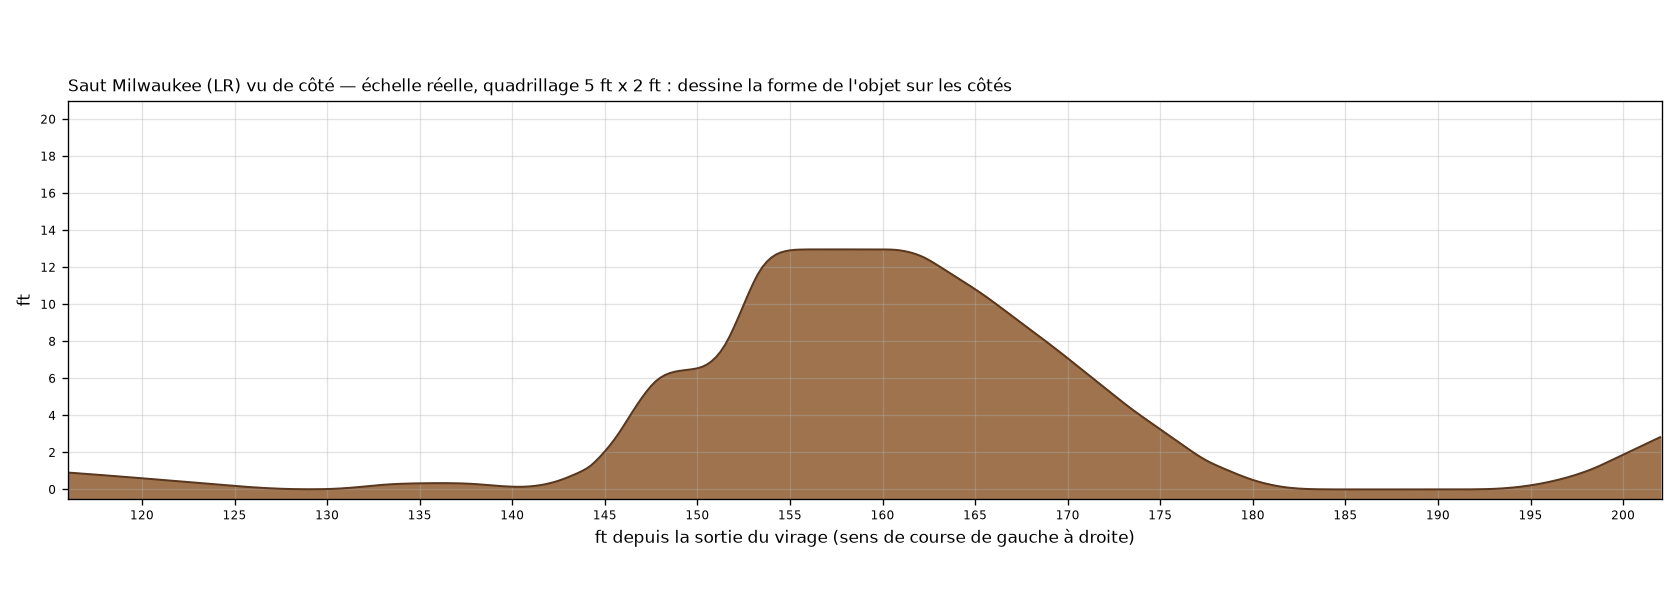 Saut Milwaukee (LR) vu de côté — échelle réelle, quadrillage 5 ft x 2 ft : dessine la forme de l'objet sur les côtés
20
18
16
14
12
10
8
6
4
2
0
ft
120 125 130 135 140 145 150 155 160 165 170 175 180 185 190 195 200
ft depuis la sortie du virage (sens de course de gauche à droite)